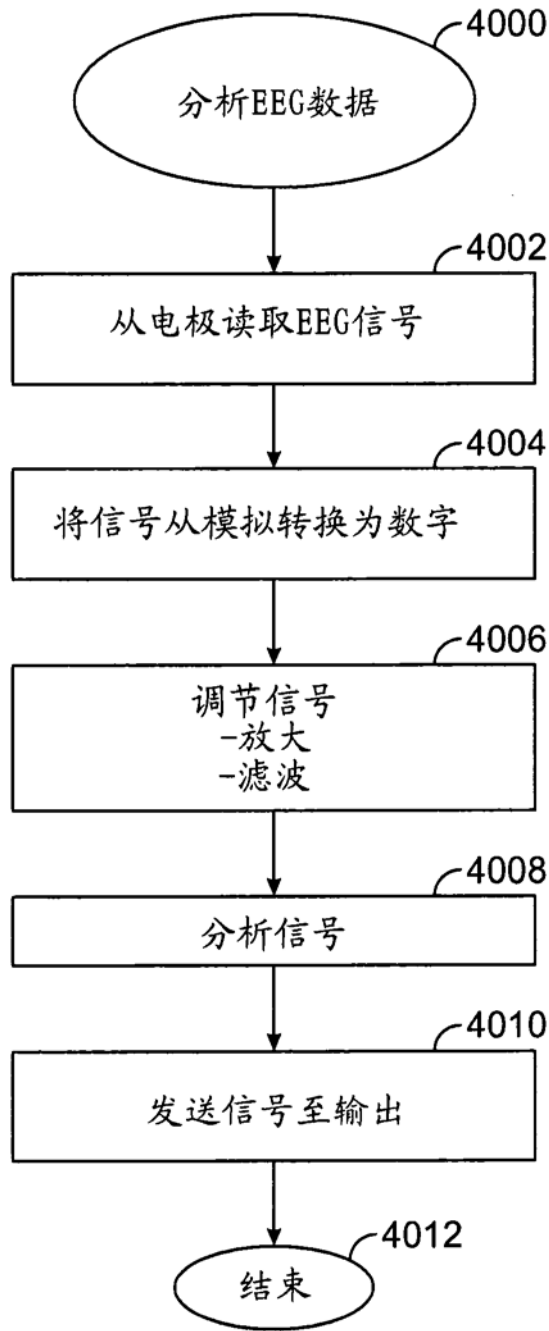 4000
分析EEG数据
4002
从电极读取EEG信号
4004
将信号从模拟转换为数字
4006
调节信号
-放大
-滤波
4008
分析信号
4010
发送信号至输出
4012
结束